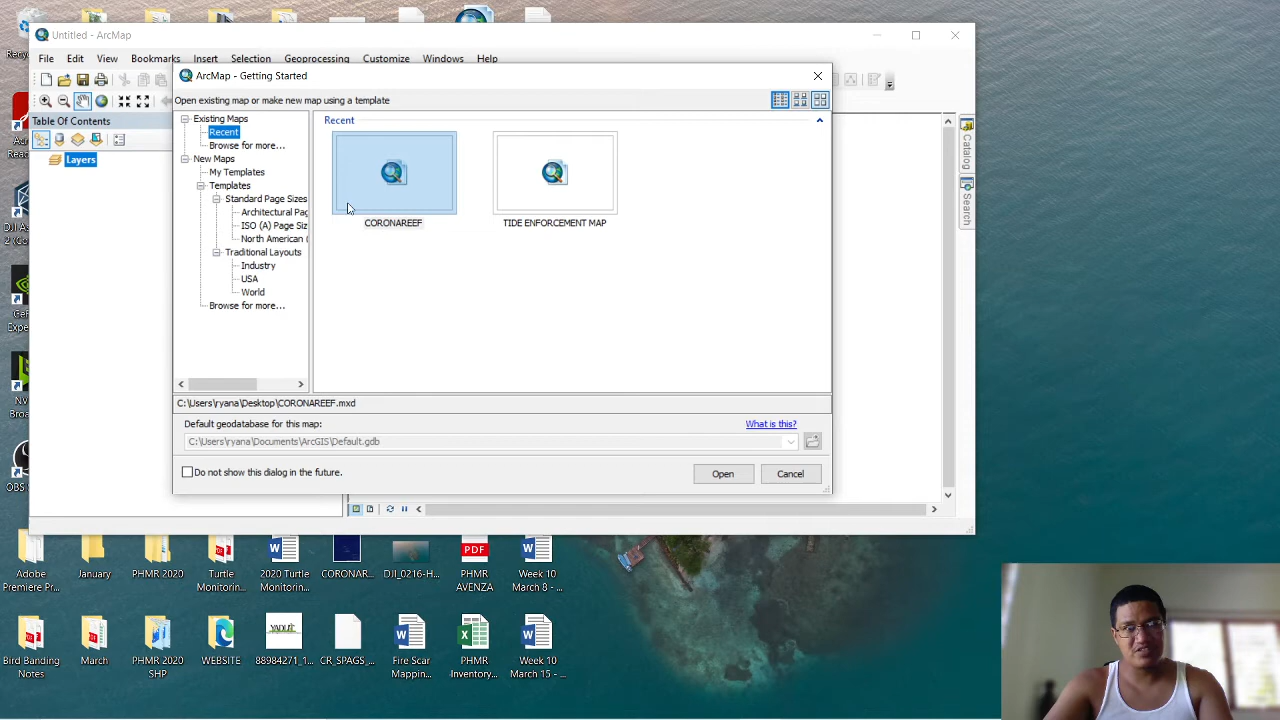 Untitled - ArcMap
File Edit View Bookmarks Insert Selection Geoprocessing Customize Windows Help
ArcMap - Getting Started
Open existing map or make new map using a template
Table Of Contents
Layers
Existing Maps
Recent
Browse for more...
New Maps
My Templates
Templates
Standard Page Sizes
Architectural Pag
ISO (A) Page Siz
North American (
Traditional Layouts
Industry
USA
World
Browse for more...
Recent
CORONAREEF
TIDE ENFORCEMENT MAP
Catalog
Search
C:\Users\ryana\Desktop\CORONAREEF.mxd
Default geodatabase for this map:
What is this?
C:\Users\ryana\Documents\ArcGIS\Default.gdb
Do not show this dialog in the future.
Open
Cancel
Adobe Premiere Pr...
January
PHMR 2020
Turtle Monitorin...
2020 Turtle Monitorin...
CORONAR...
DJI_0216-H...
PDF
PHMR AVENZA
Week 10 March 8 - ...
Bird Banding Notes
March
PHMR 2020 SHP
WEBSITE
88984271_1...
CR_SPAGS_...
Fire Scar Mappin...
PHMR Inventory...
Week 10 March 15 - ...